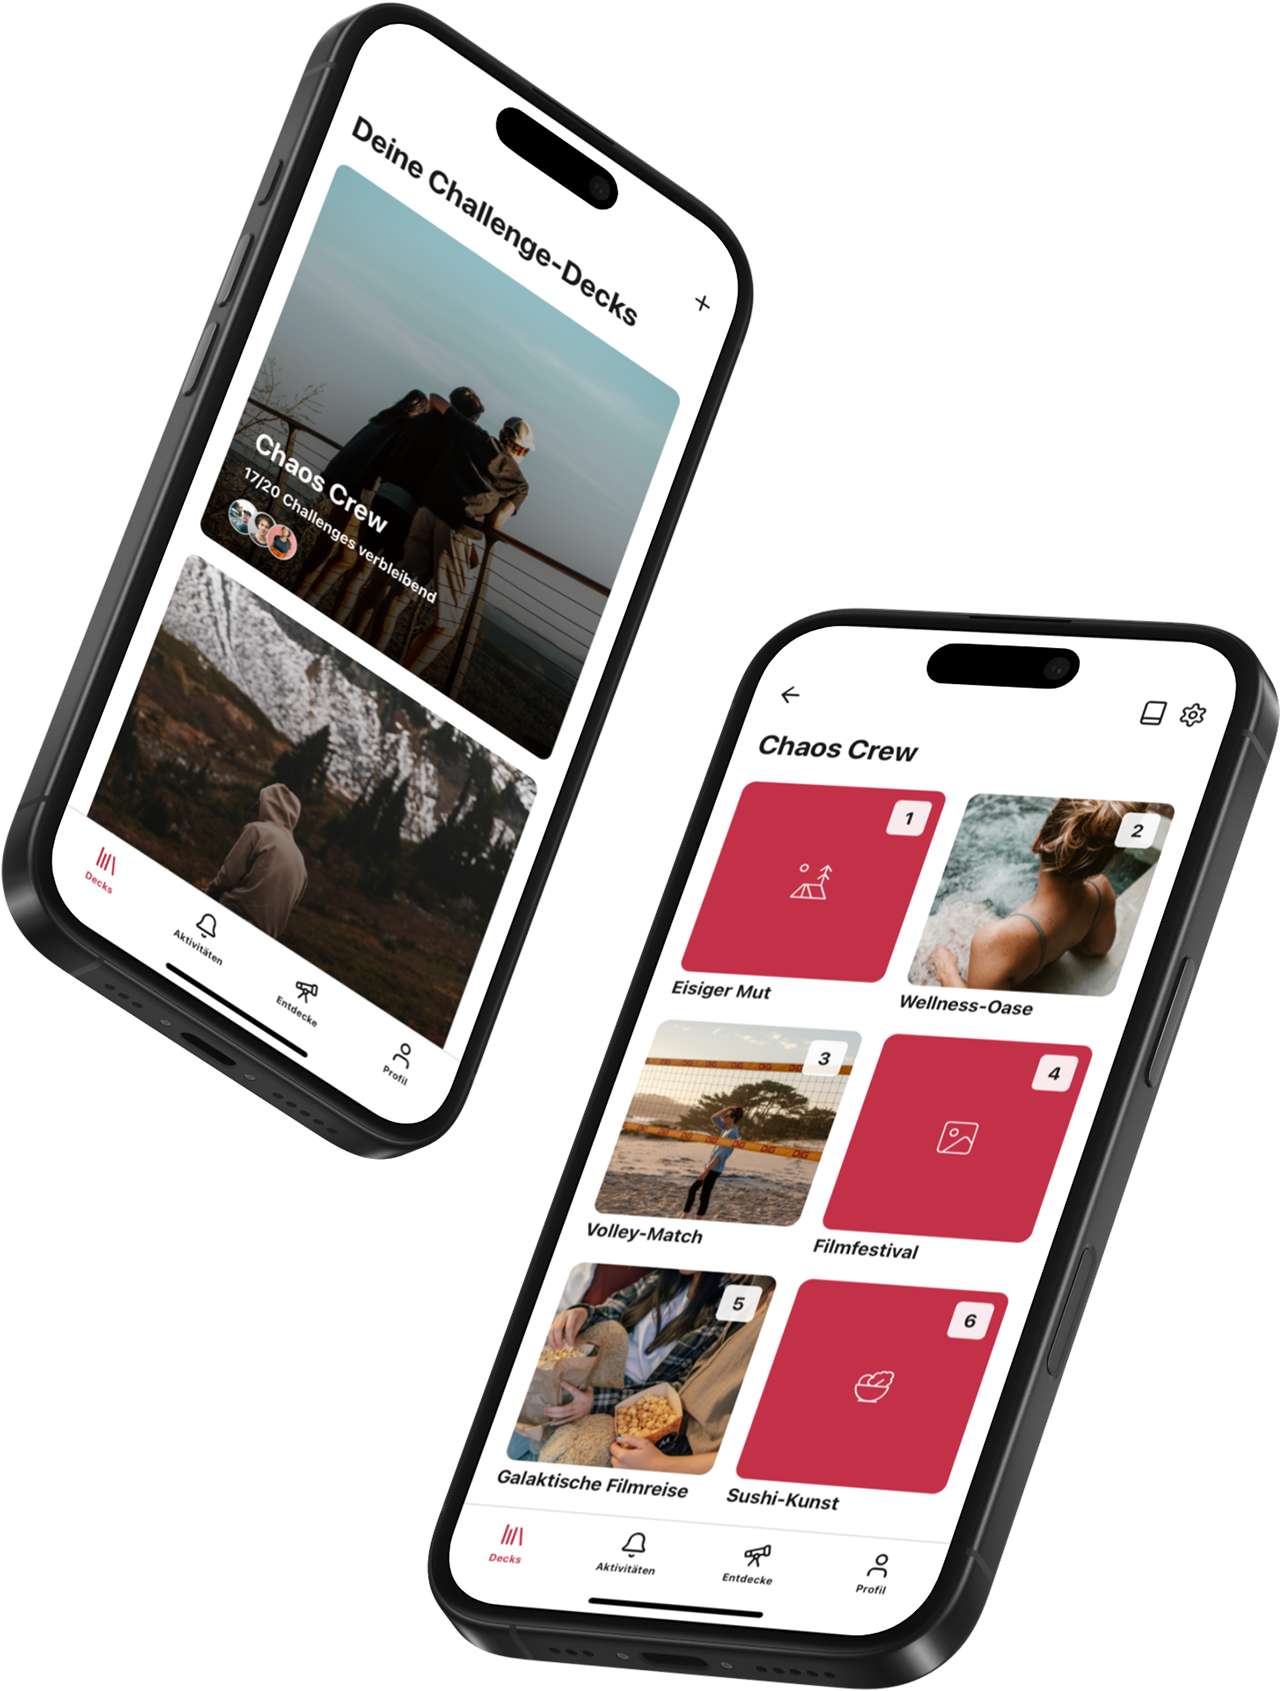 Deine Challenge-Decks
Chaos Crew
17/20 Challenges verbleibend
Decks
Aktivitäten
Entdecke
Profil
Chaos Crew
1
Eisiger Mut
2
Wellness-Oase
3
Volley-Match
4
Filmfestival
5
Galaktische Filmreise
6
Sushi-Kunst
Decks
Aktivitäten
Entdecke
Profil